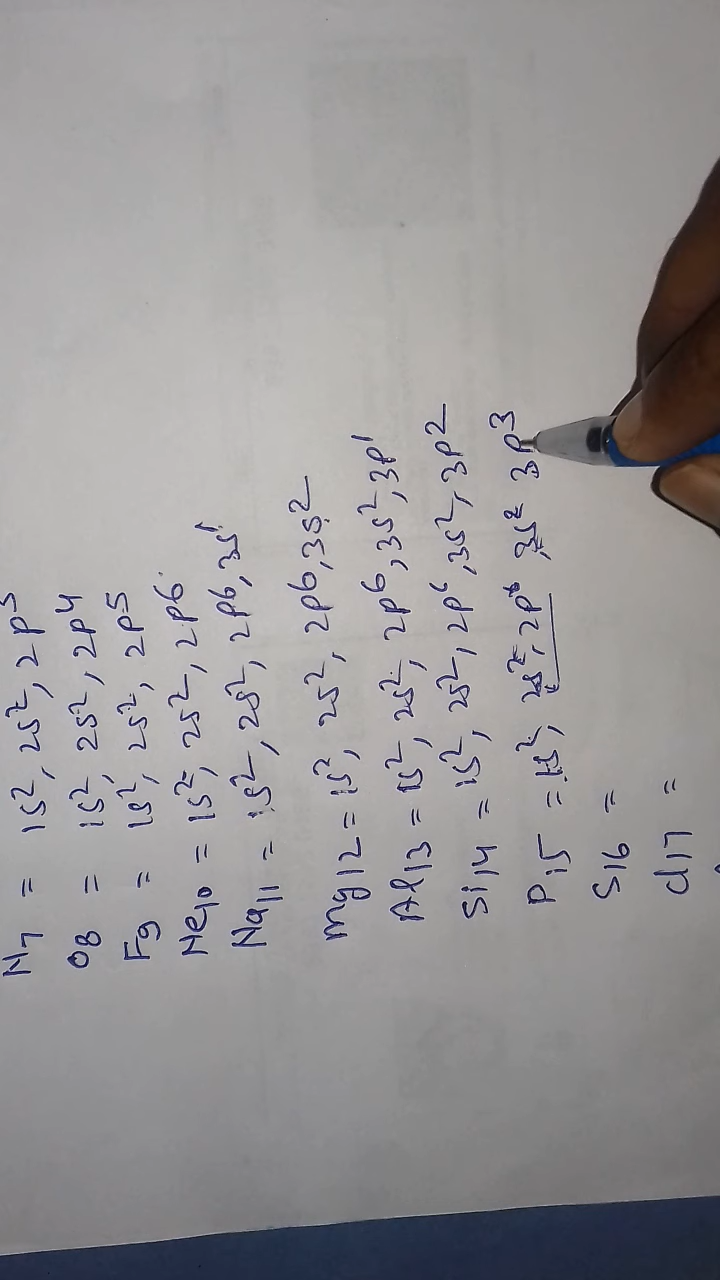 N7 = 1s², 2s², 2p3
O8 = 1s², 2s², 2p4
F9 = 1s², 2s², 2p5
Ne10 = 1s², 2s², 2p6
Na11 = 1s², 2s², 2p6, 3s¹
Mg12 = 1s², 2s², 2p6, 3s2
Al13 = 1s², 2s², 2p6, 3s², 3p¹
Si14 = 1s², 2s², 2p⁶, 3s², 3p2
P15 = 1s², 2s², 2p⁶, 3s² 3p3
S16 =
Cl17 =